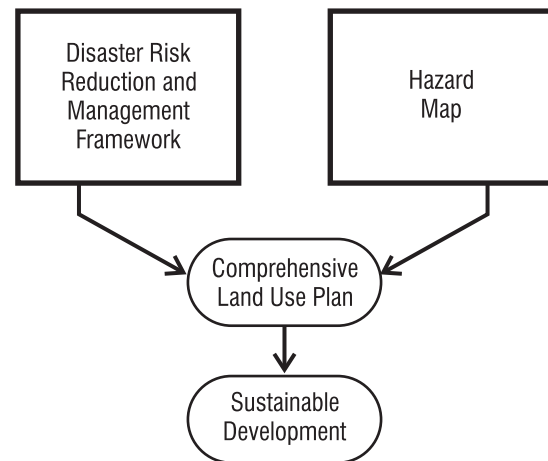 Disaster Risk
Reduction and
Management
Framework
Hazard
Map
Comprehensive
Land Use Plan
Sustainable
Development